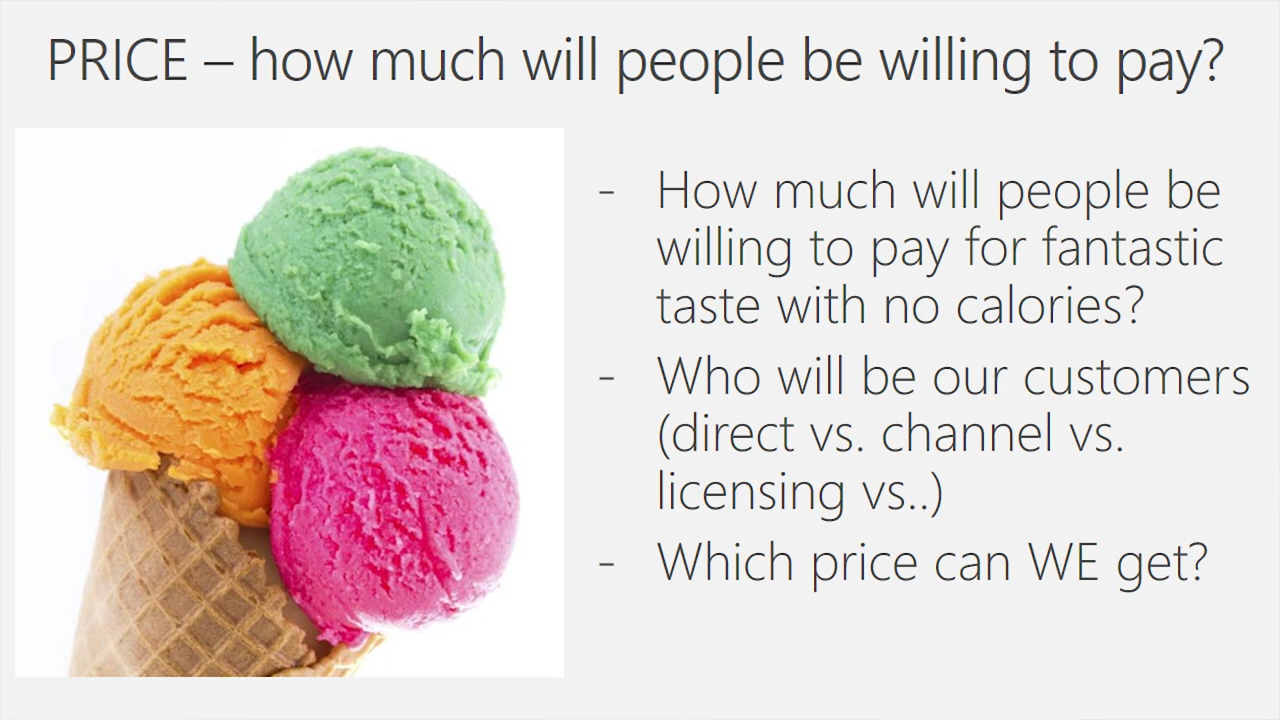 PRICE – how much will people be willing to pay?
- How much will people be
willing to pay for fantastic
taste with no calories?
- Who will be our customers
(direct vs. channel vs.
licensing vs..)
- Which price can WE get?